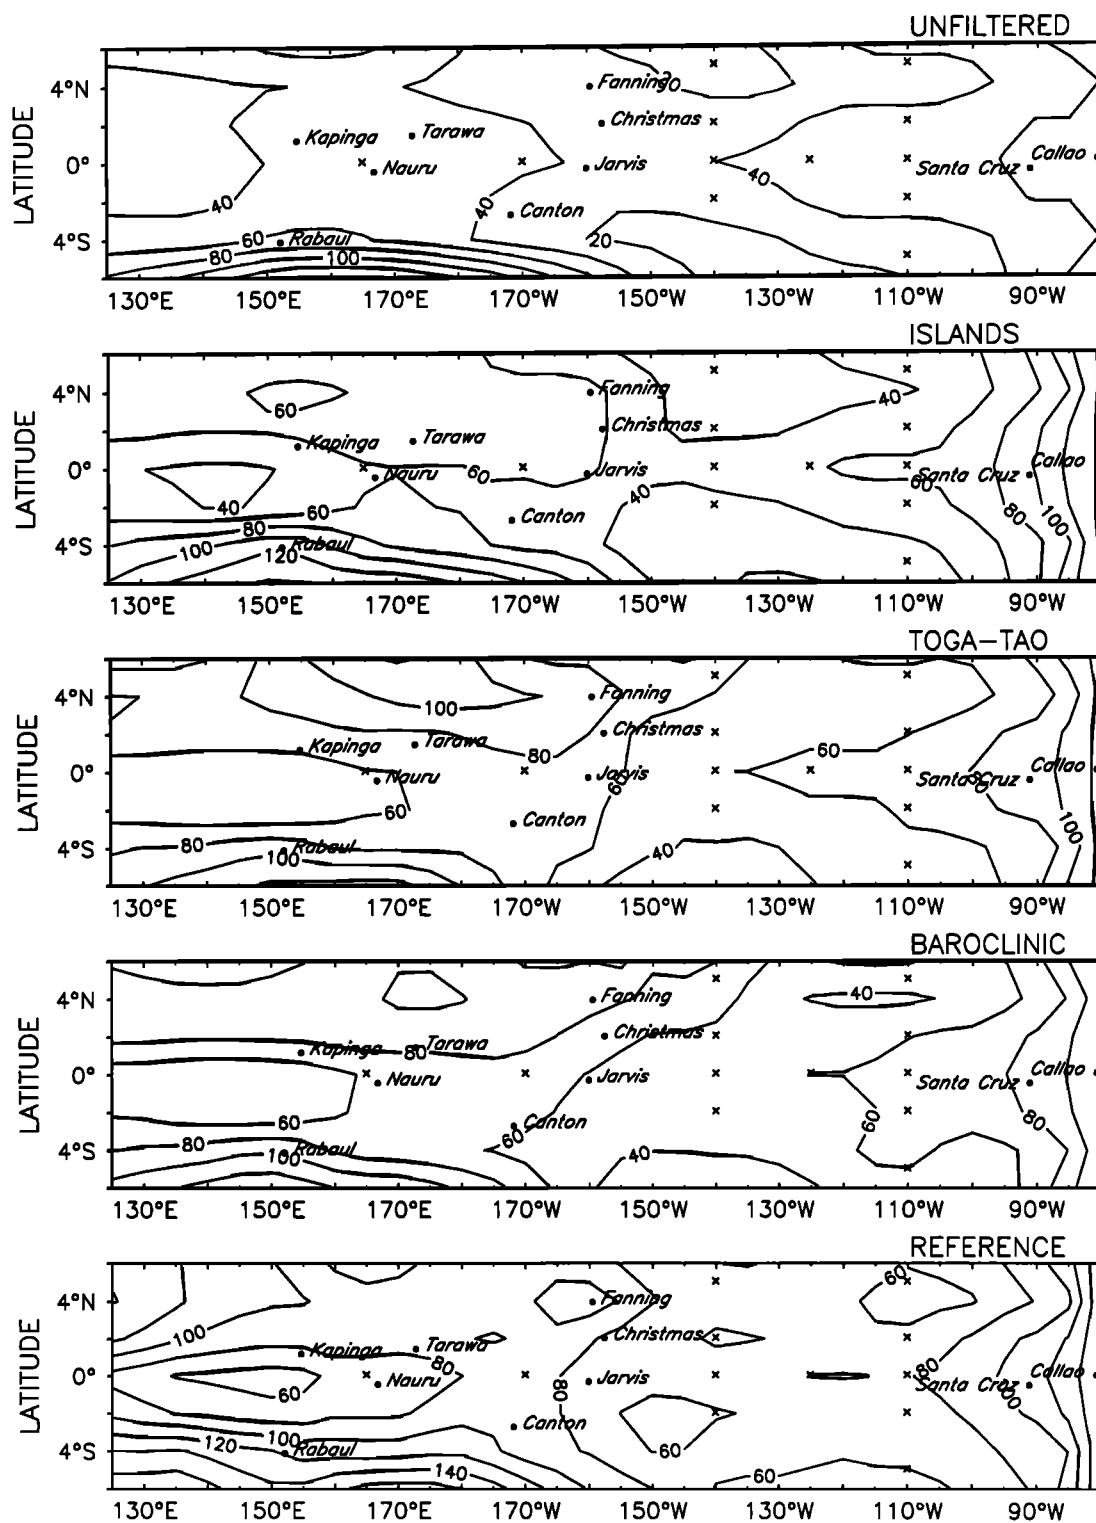 UNFILTERED
LATITUDE
4°N
0°
4°S
Fanning
20
Christmas
Kapinga
Tarawa
Nauru
Jarvis
Santa Cruz
Callao
40
40
40
Canton
20
60
Rabaul
80
100
130°E 150°E 170°E 170°W 150°W 130°W 110°W 90°W
ISLANDS
LATITUDE
4°N
0°
4°S
60
Fanning
40
Christmas
Kapinga
Tarawa
Nauru
60
Jarvis
Santa Cruz
Callao
60
40
40
60
Canton
80
100
80
100
Rabaul
120
130°E 150°E 170°E 170°W 150°W 130°W 110°W 90°W
TOGA-TAO
LATITUDE
4°N
0°
4°S
Fanning
100
Christmas
Kapinga
Tarawa
80
60
Nauru
Jarvis
60
Santa Cruz
80
Callao
60
Canton
100
80
Rabaul
100
40
130°E 150°E 170°E 170°W 150°W 130°W 110°W 90°W
BAROCLINIC
LATITUDE
4°N
0°
4°S
Fanning
40
Christmas
Kapinga
80
Tarawa
Nauru
Jarvis
Santa Cruz
Callao
60
Canton
60
60
80
80
Rabaul
100
40
130°E 150°E 170°E 170°W 150°W 130°W 110°W 90°W
REFERENCE
LATITUDE
4°N
0°
4°S
60
Fanning
100
Christmas
Kapinga
Tarawa
80
80
Nauru
60
80
Jarvis
Santa Cruz
Callao
Canton
120
100
Rabaul
60
140
60
130°E 150°E 170°E 170°W 150°W 130°W 110°W 90°W